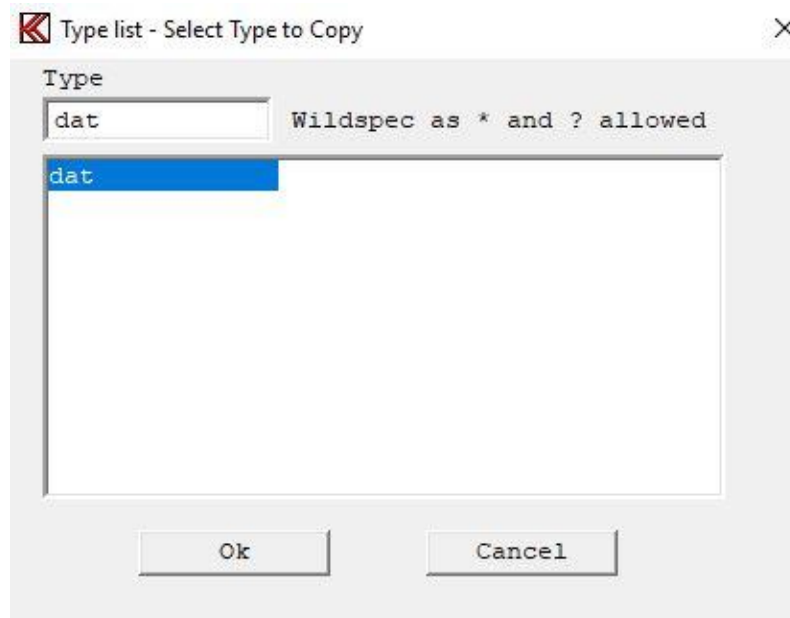 Type list - Select Type to Copy
Type
dat Wildspec as * and ? allowed
dat
Ok Cancel